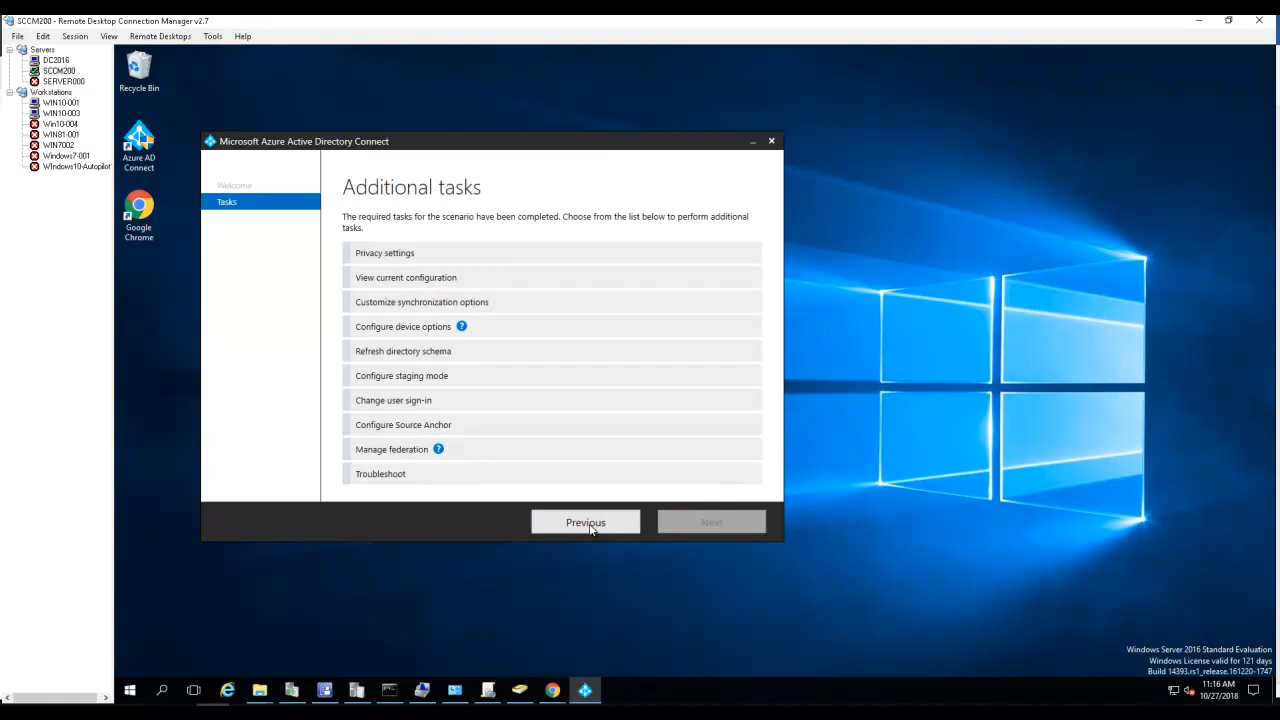 SCCM200 - Remote Desktop Connection Manager v2.7
File Edit Session View Remote Desktops Tools Help
Servers
DC2016
SCCM200
SERVER000
Workstations
WIN10-001
WIN10-003
Win10-004
WIN81-001
WIN7002
Windows7-001
Windows10-Autopilot
Recycle Bin
Azure AD
Connect
Google
Chrome
Microsoft Azure Active Directory Connect
Welcome
Tasks
Additional tasks
The required tasks for the scenario have been completed. Choose from the list below to perform additional
tasks.
Privacy settings
View current configuration
Customize synchronization options
Configure device options ?
Refresh directory schema
Configure staging mode
Change user sign-in
Configure Source Anchor
Manage federation ?
Troubleshoot
Previous Next
Windows Server 2016 Standard Evaluation
Windows License valid for 121 days
Build 14393.rs1_release.161220-1747
11:16 AM
10/27/2018